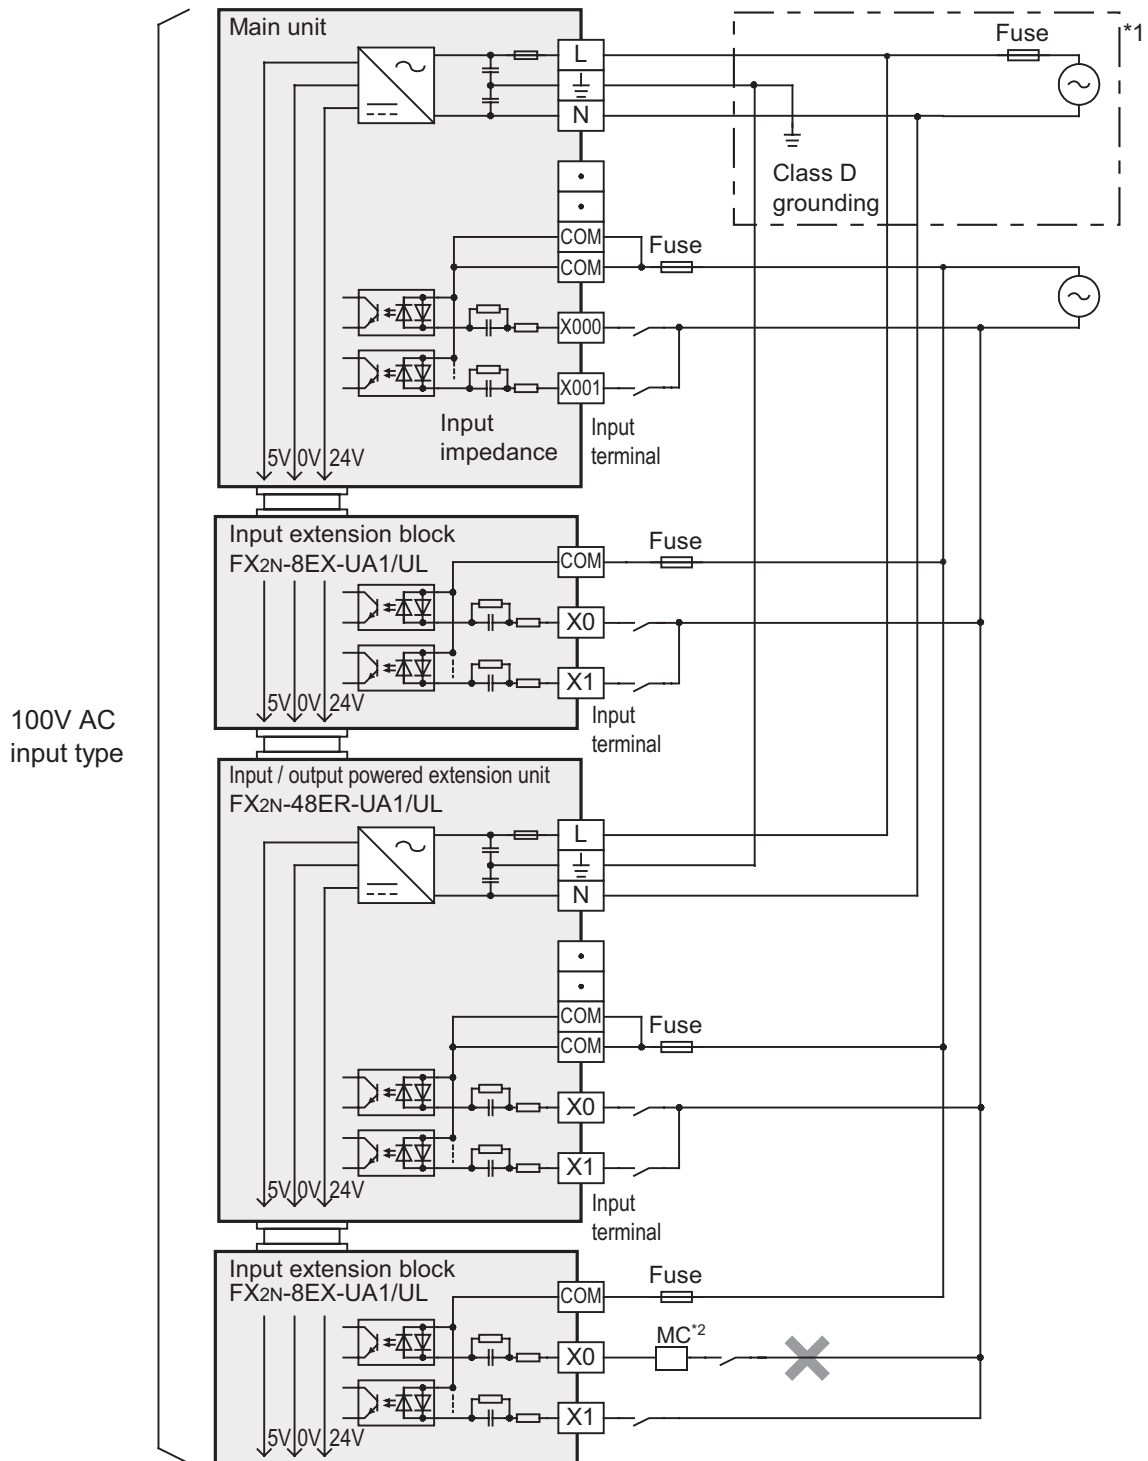 100V AC
input type
Main unit
L
N
Fuse
*1
Class D
grounding
COM
COM
Fuse
X000
X001
Input
impedance
Input
terminal
5V 0V 24V
Input extension block
FX2N-8EX-UA1/UL
COM
Fuse
X0
X1
5V 0V 24V
Input
terminal
Input / output powered extension unit
FX2N-48ER-UA1/UL
L
N
COM
COM
Fuse
X0
X1
5V 0V 24V
Input
terminal
Input extension block
FX2N-8EX-UA1/UL
COM
Fuse
MC*2
X0
X1
5V 0V 24V